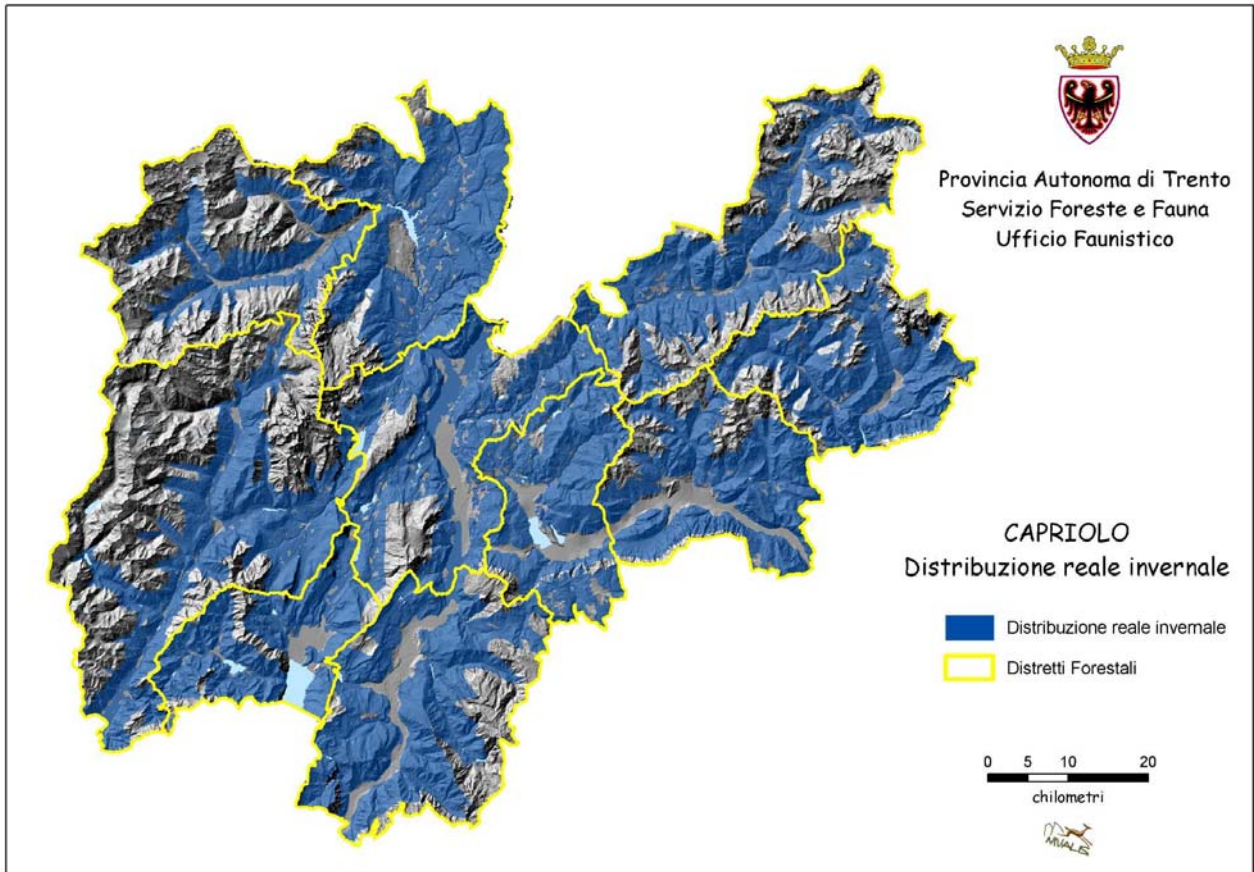 Provincia Autonoma di Trento
Servizio Foreste e Fauna
Ufficio Faunistico
CAPRIOLO
Distribuzione reale invernale
Distribuzione reale invernale
Distretti Forestali
0 5 10 20
chilometri